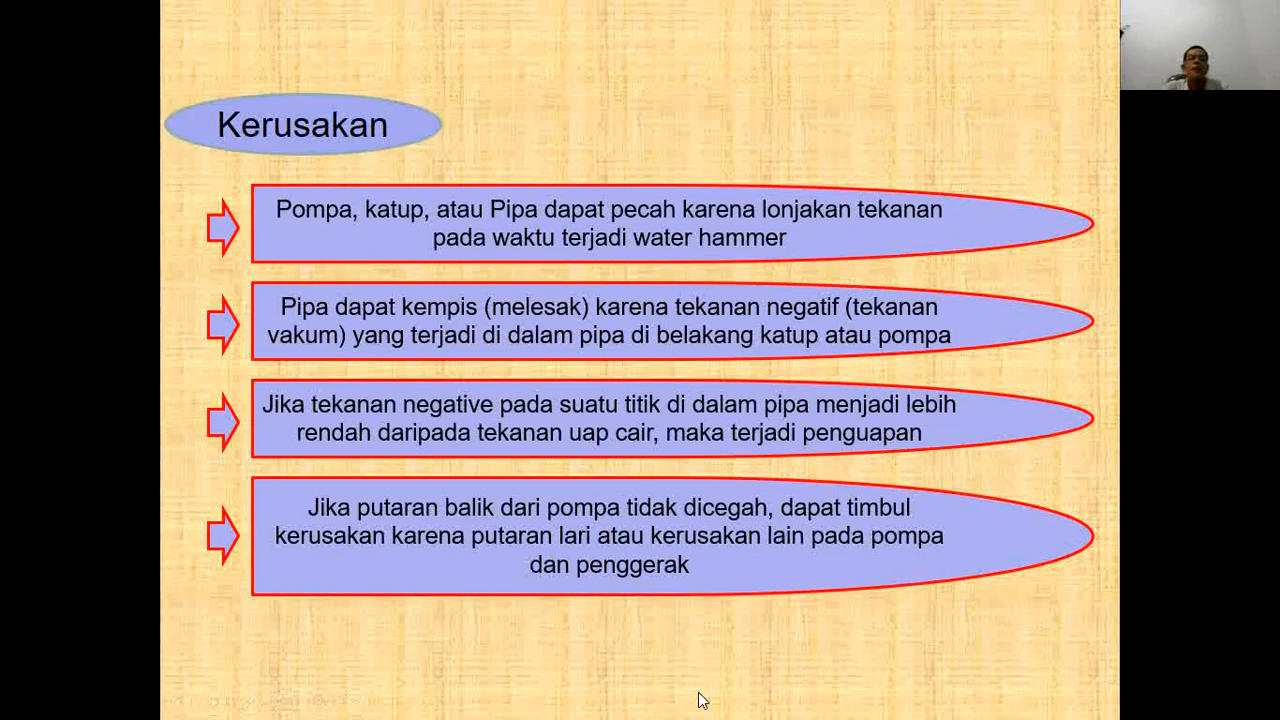 Kerusakan
Pompa, katup, atau Pipa dapat pecah karena lonjakan tekanan
pada waktu terjadi water hammer
Pipa dapat kempis (melesak) karena tekanan negatif (tekanan
vakum) yang terjadi di dalam pipa di belakang katup atau pompa
Jika tekanan negative pada suatu titik di dalam pipa menjadi lebih
rendah daripada tekanan uap cair, maka terjadi penguapan
Jika putaran balik dari pompa tidak dicegah, dapat timbul
kerusakan karena putaran lari atau kerusakan lain pada pompa
dan penggerak